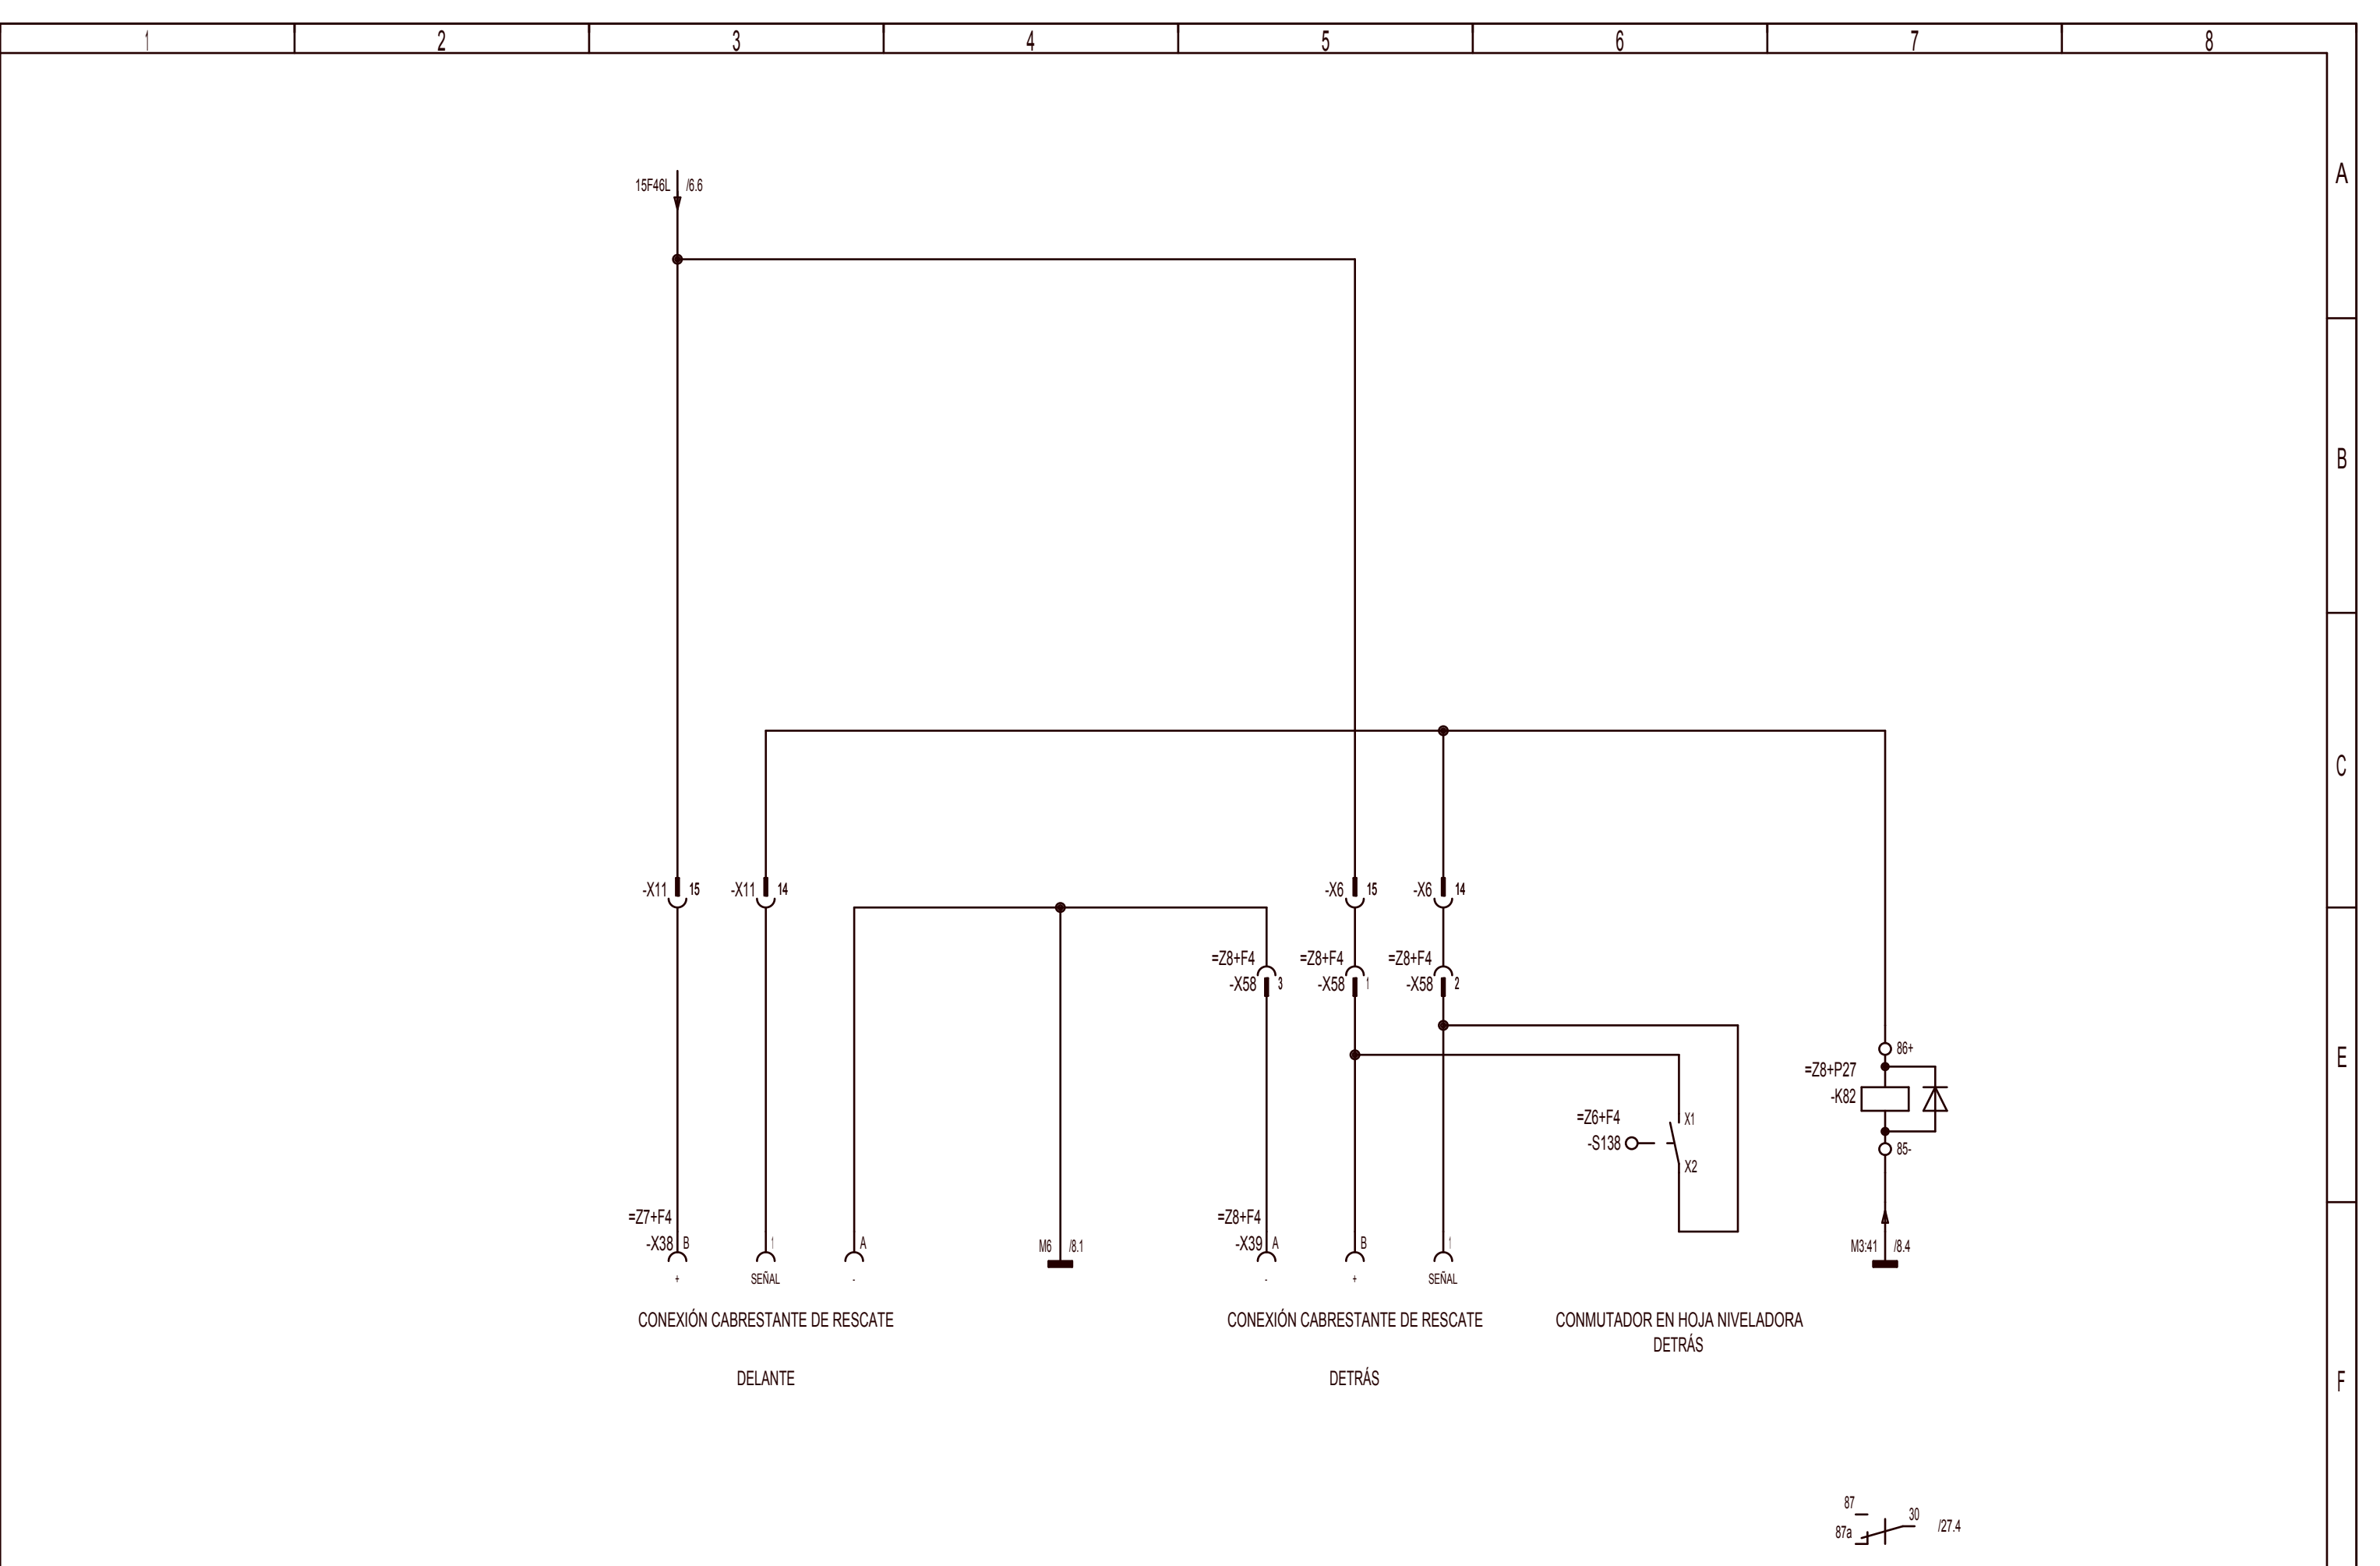 1 2 3 4 5 6 7 8
A
15F46L /6.6
B
C
-X11 15 -X11 14 -X6 15 -X6 14
=Z8+F4 =Z8+F4 =Z8+F4
-X58 3 -X58 1 -X58 2
86+
E
=Z8+P27
-K82
=Z6+F4 X1
-S138
85-
X2
=Z7+F4 =Z8+F4
-X38 B 1 A M6 /8.1 -X39 A B 1 M3:41 /8.4
+ SEÑAL - - + SEÑAL
CONEXIÓN CABRESTANTE DE RESCATE CONEXIÓN CABRESTANTE DE RESCATE CONMUTADOR EN HOJA NIVELADORA
DETRÁS
DELANTE DETRÁS
F
87
30
87a /27.4